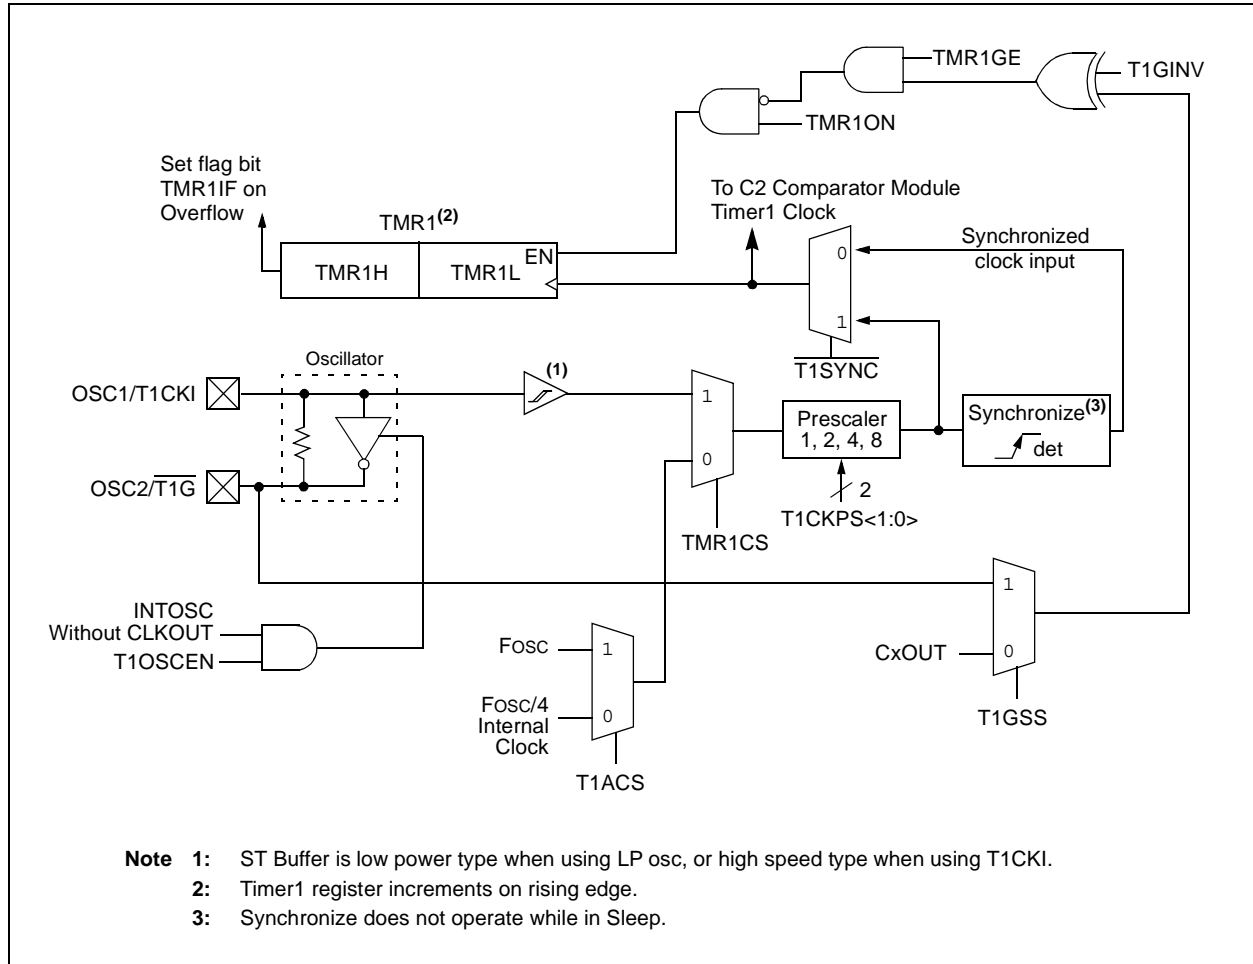 TMR1GE
T1GINV
TMR1ON
Set flag bit
TMR1IF on
Overflow
To C2 Comparator Module
Timer1 Clock
TMR1(2)
EN
TMR1H
TMR1L
0
1
Synchronized
clock input
T1SYNC
Oscillator
(1)
OSC1/T1CKI
OSC2/T1G
1
0
TMR1CS
Prescaler
1, 2, 4, 8
2
T1CKPS<1:0>
Synchronize(3)
det
INTOSC
Without CLKOUT
T1OSCEN
FOSC
1
FOSC/4
Internal
Clock
0
T1ACS
1
CxOUT
0
T1GSS
Note 1: ST Buffer is low power type when using LP osc, or high speed type when using T1CKI.
2: Timer1 register increments on rising edge.
3: Synchronize does not operate while in Sleep.